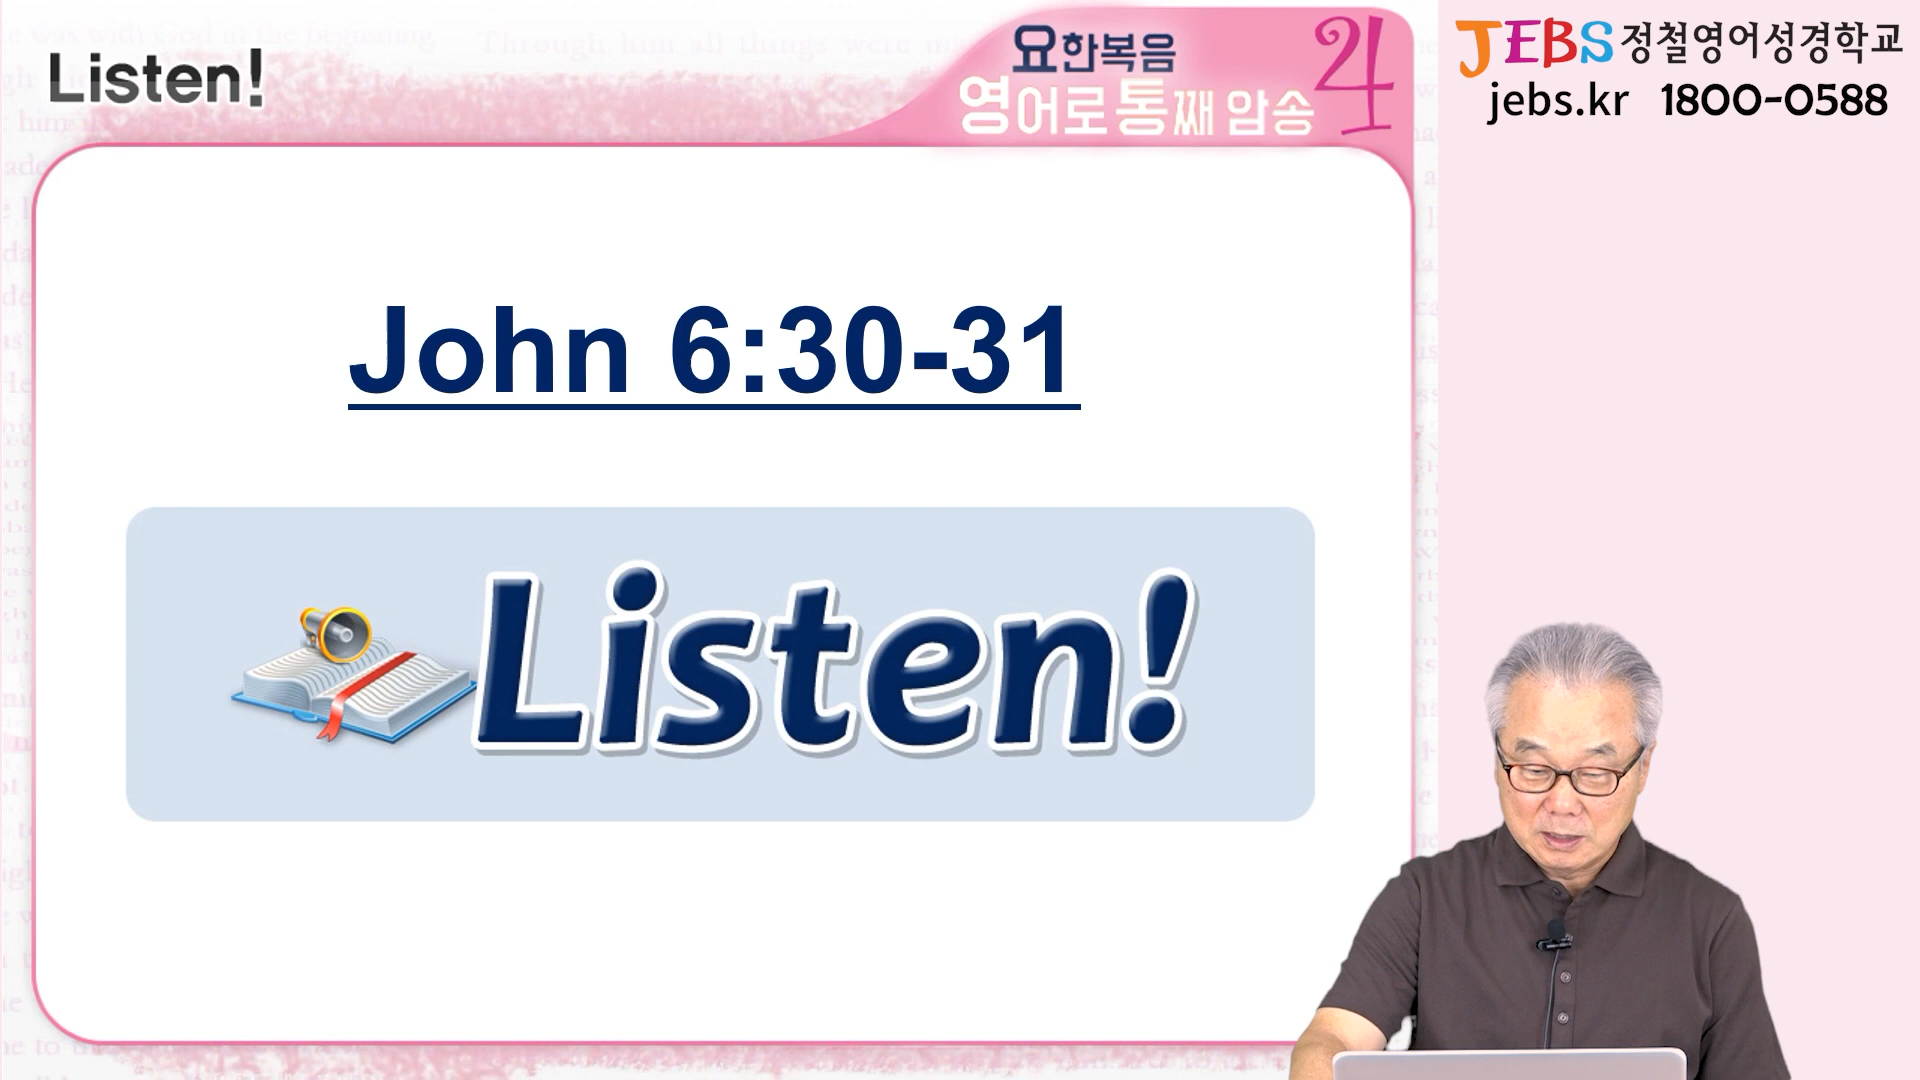 Listen!
요한복음
영어로 통째 암송 4
JEBS 정철영어성경학교
jebs.kr 1800-0588
John 6:30-31
Listen!